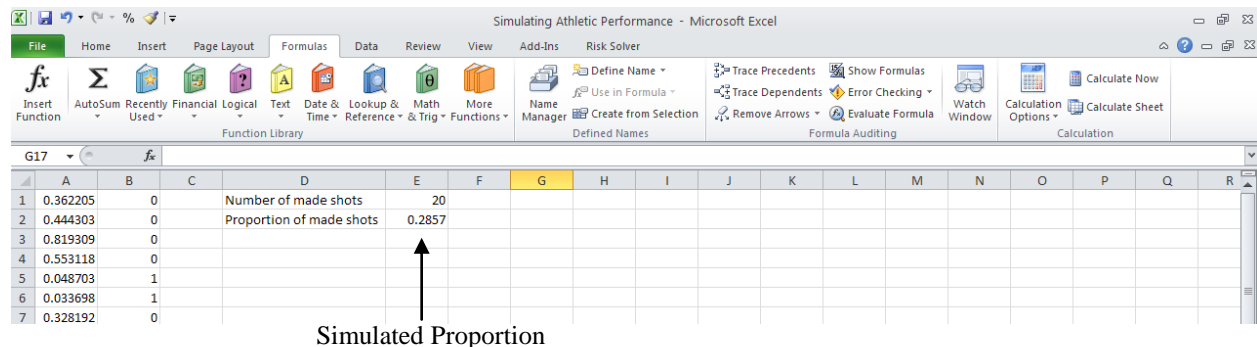 Simulating Athletic Performance - Microsoft Excel
File Home Insert Page Layout Formulas Data Review View Add-Ins Risk Solver
Insert Function
AutoSum
Recently Used
Financial
Logical
Text
Date & Time
Lookup & Reference
Math & Trig
More Functions
Function Library
Name Manager
Define Name
Use in Formula
Create from Selection
Defined Names
Trace Precedents
Trace Dependents
Remove Arrows
Show Formulas
Error Checking
Evaluate Formula
Watch Window
Formula Auditing
Calculation Options
Calculate Now
Calculate Sheet
Calculation
G17 fx
A B C D E F G H I J K L M N O P Q R
1 0.362205 0 Number of made shots 20
2 0.444303 0 Proportion of made shots 0.2857
3 0.819309 0
4 0.553118 0
5 0.048703 1
6 0.033698 1
7 0.328192 0
Simulated Proportion